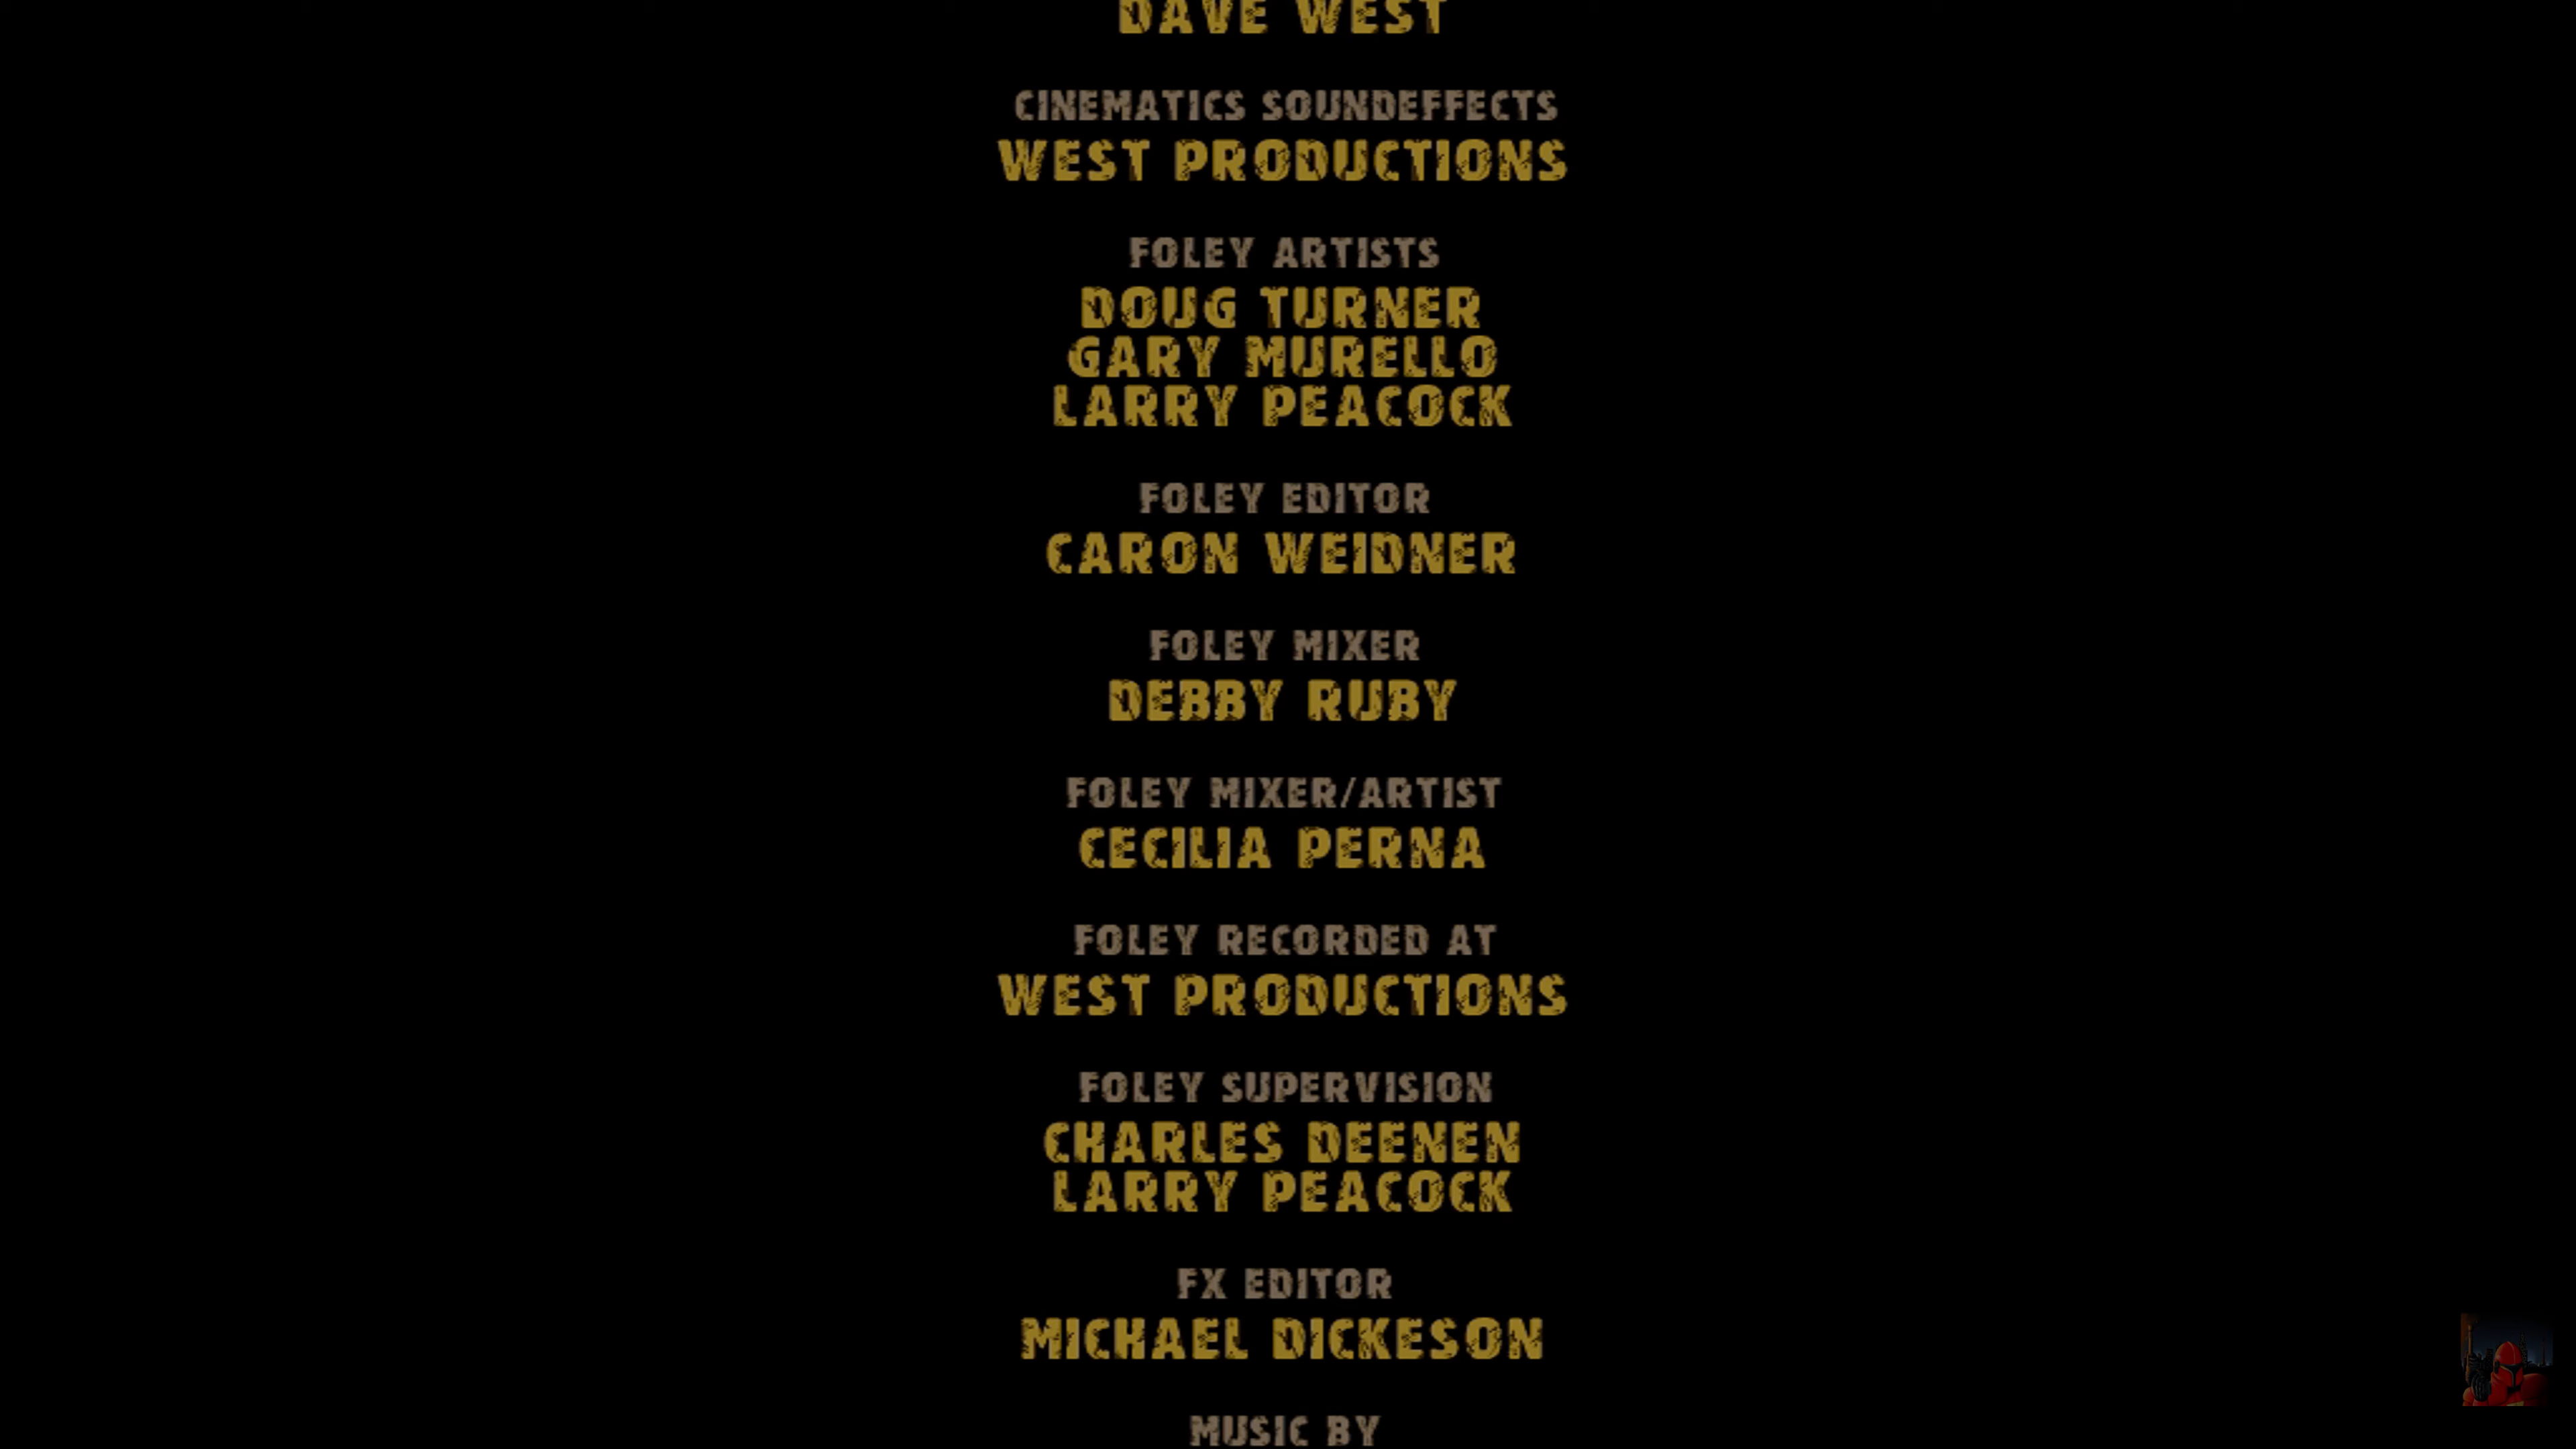 DAVE WEST
CINEMATICS SOUNDEFFECTS
WEST PRODUCTIONS
FOLEY ARTISTS
DOUG TURNER
GARY MURELLO
LARRY PEACOCK
FOLEY EDITOR
CARON WEIDNER
FOLEY MIXER
DEBBY RUBY
FOLEY MIXER/ARTIST
CECILIA PERNA
FOLEY RECORDED AT
WEST PRODUCTIONS
FOLEY SUPERVISION
CHARLES DEENEN
LARRY PEACOCK
FX EDITOR
MICHAEL DICKESON
MUSIC BY